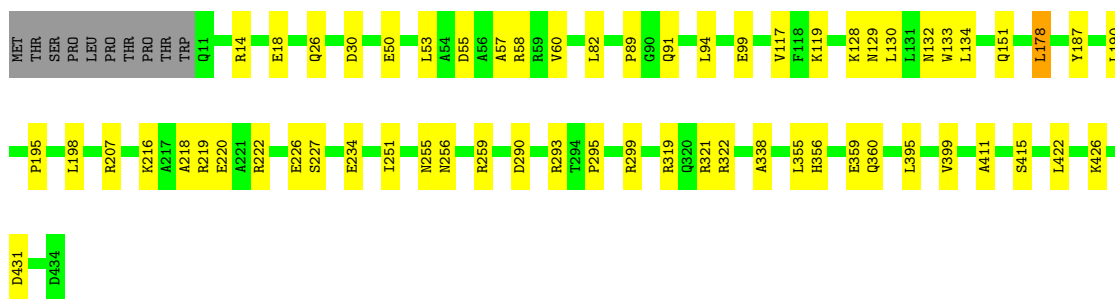 MET THR SER PRO LEU PRO THR PRO THR TRP Q11 R14 E18 Q26 D30 E50 L53 A54 D55 A56 A57 R58 R59 V60 L82 P89 G90 Q91 L94 E99 V117 F118 K119 K128 N129 L130 L131 N132 W133 L134 Q151 L178 Y187 L190
P195 L198 R207 K216 A217 A218 R219 E220 A221 R222 E226 S227 E234 I251 N255 N256 R259 D290 R293 T294 P295 R299 R319 Q320 R321 R322 A338 L355 H356 E359 Q360 L395 V399 A411 S415 L422 K426
D431 D434